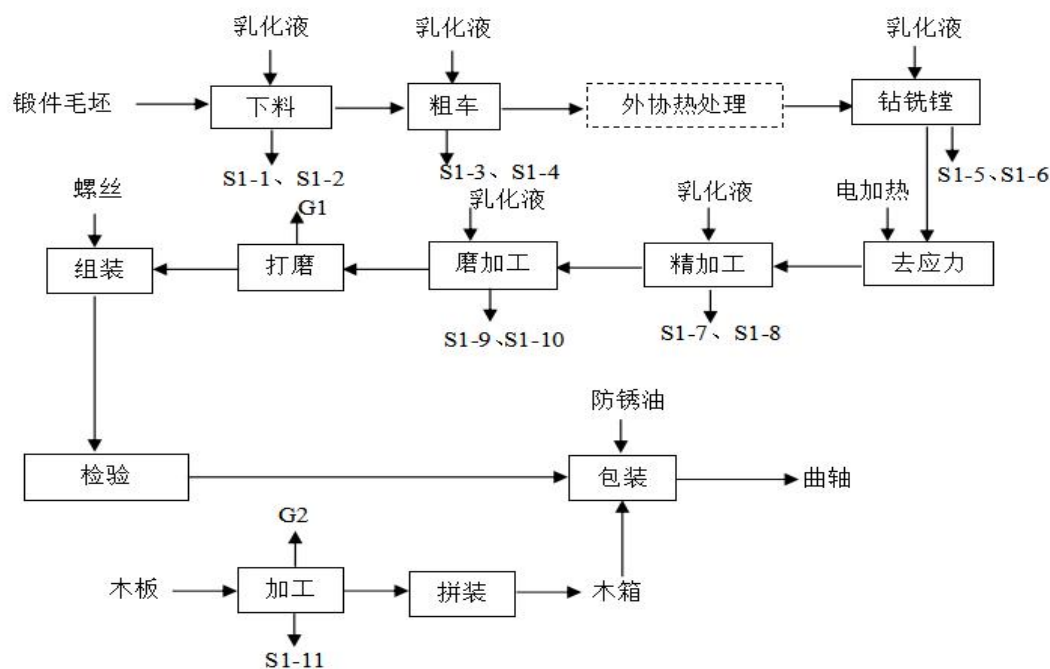 乳化液
乳化液
乳化液
锻件毛坯
下料
粗车
外协热处理
钻铣镗
S1-1、S1-2
S1-3、S1-4
S1-5、S1-6
螺丝
G1
乳化液
乳化液
电加热
组装
打磨
磨加工
精加工
去应力
S1-9、S1-10
S1-7、S1-8
防锈油
检验
包装
曲轴
G2
木板
加工
拼装
木箱
S1-11